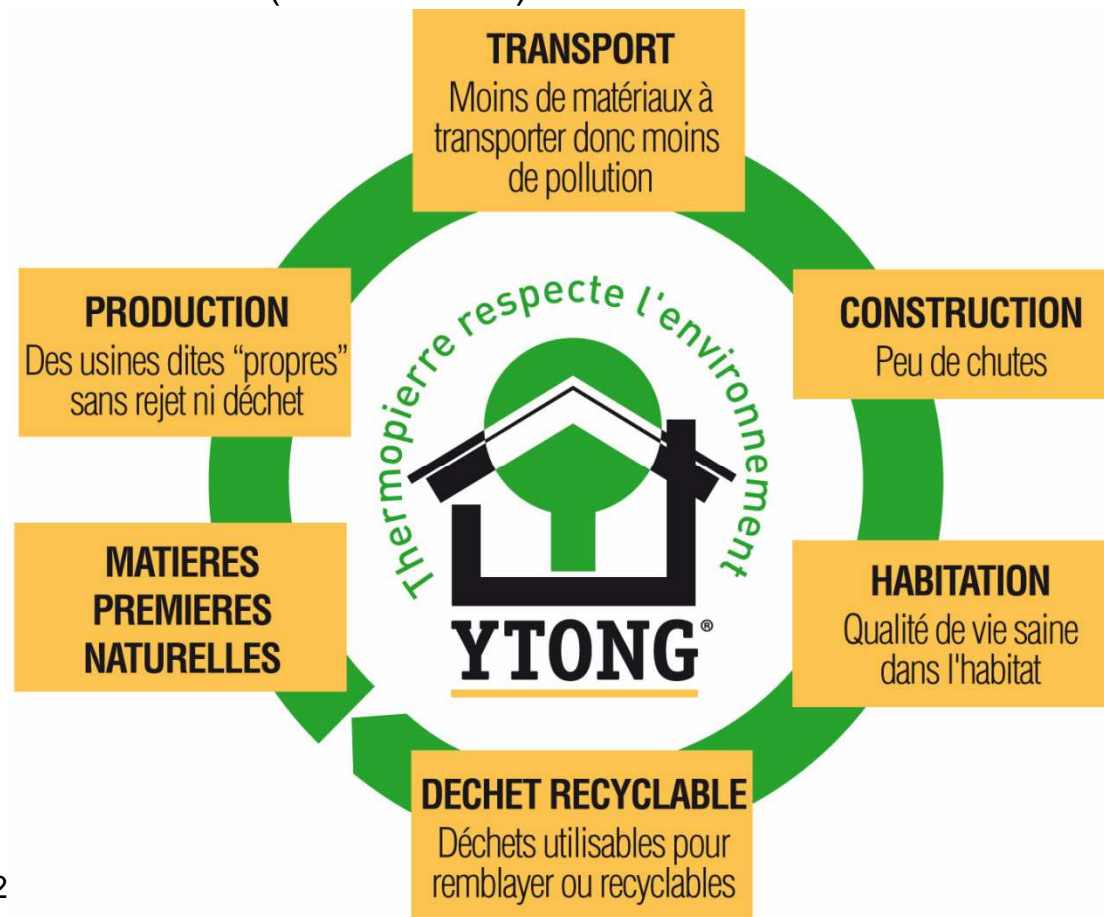 TRANSPORT
Moins de matériaux à
transporter donc moins
de pollution
PRODUCTION
Des usines dites “propres”
sans rejet ni déchet
CONSTRUCTION
Peu de chutes
Thermopierre respecte l'environnement
MATIERES
PREMIERES
NATURELLES
YTONG®
HABITATION
Qualité de vie saine
dans l'habitat
DECHET RECYCLABLE
Déchets utilisables pour
remblayer ou recyclables
2